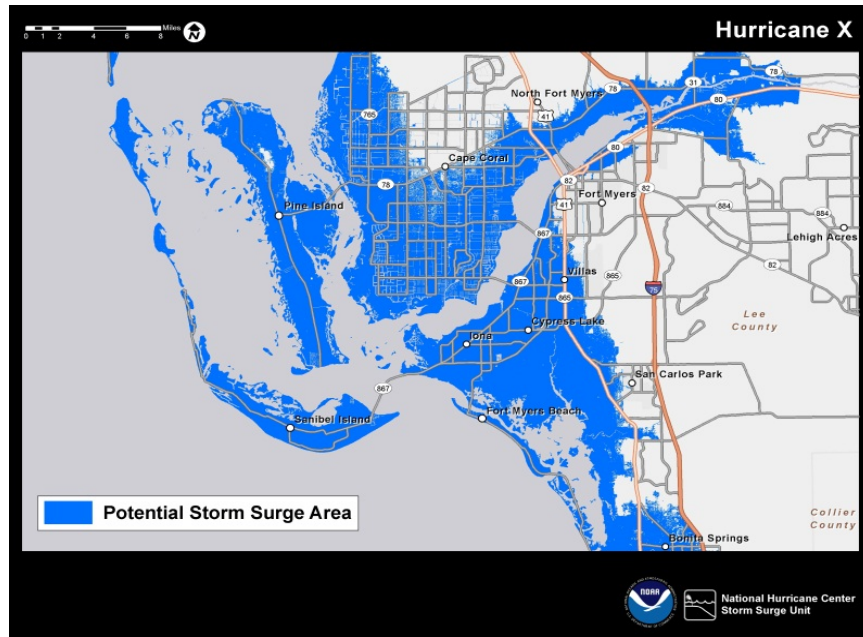 Miles
0 1 2 4 6 8
Hurricane X
78
31
North Fort Myers
78
80
765
41
80
Cape Coral
82
78
Fort Myers
82
Pine Island
41
884
884
867
Lehigh Acres
82
Villas
865
867
75
865
Lee
County
Cypress Lake
Iona
San Carlos Park
867
Fort Myers Beach
Sanibel Island
Potential Storm Surge Area
Collier
County
Bonita Springs
NOAA
National Hurricane Center
Storm Surge Unit